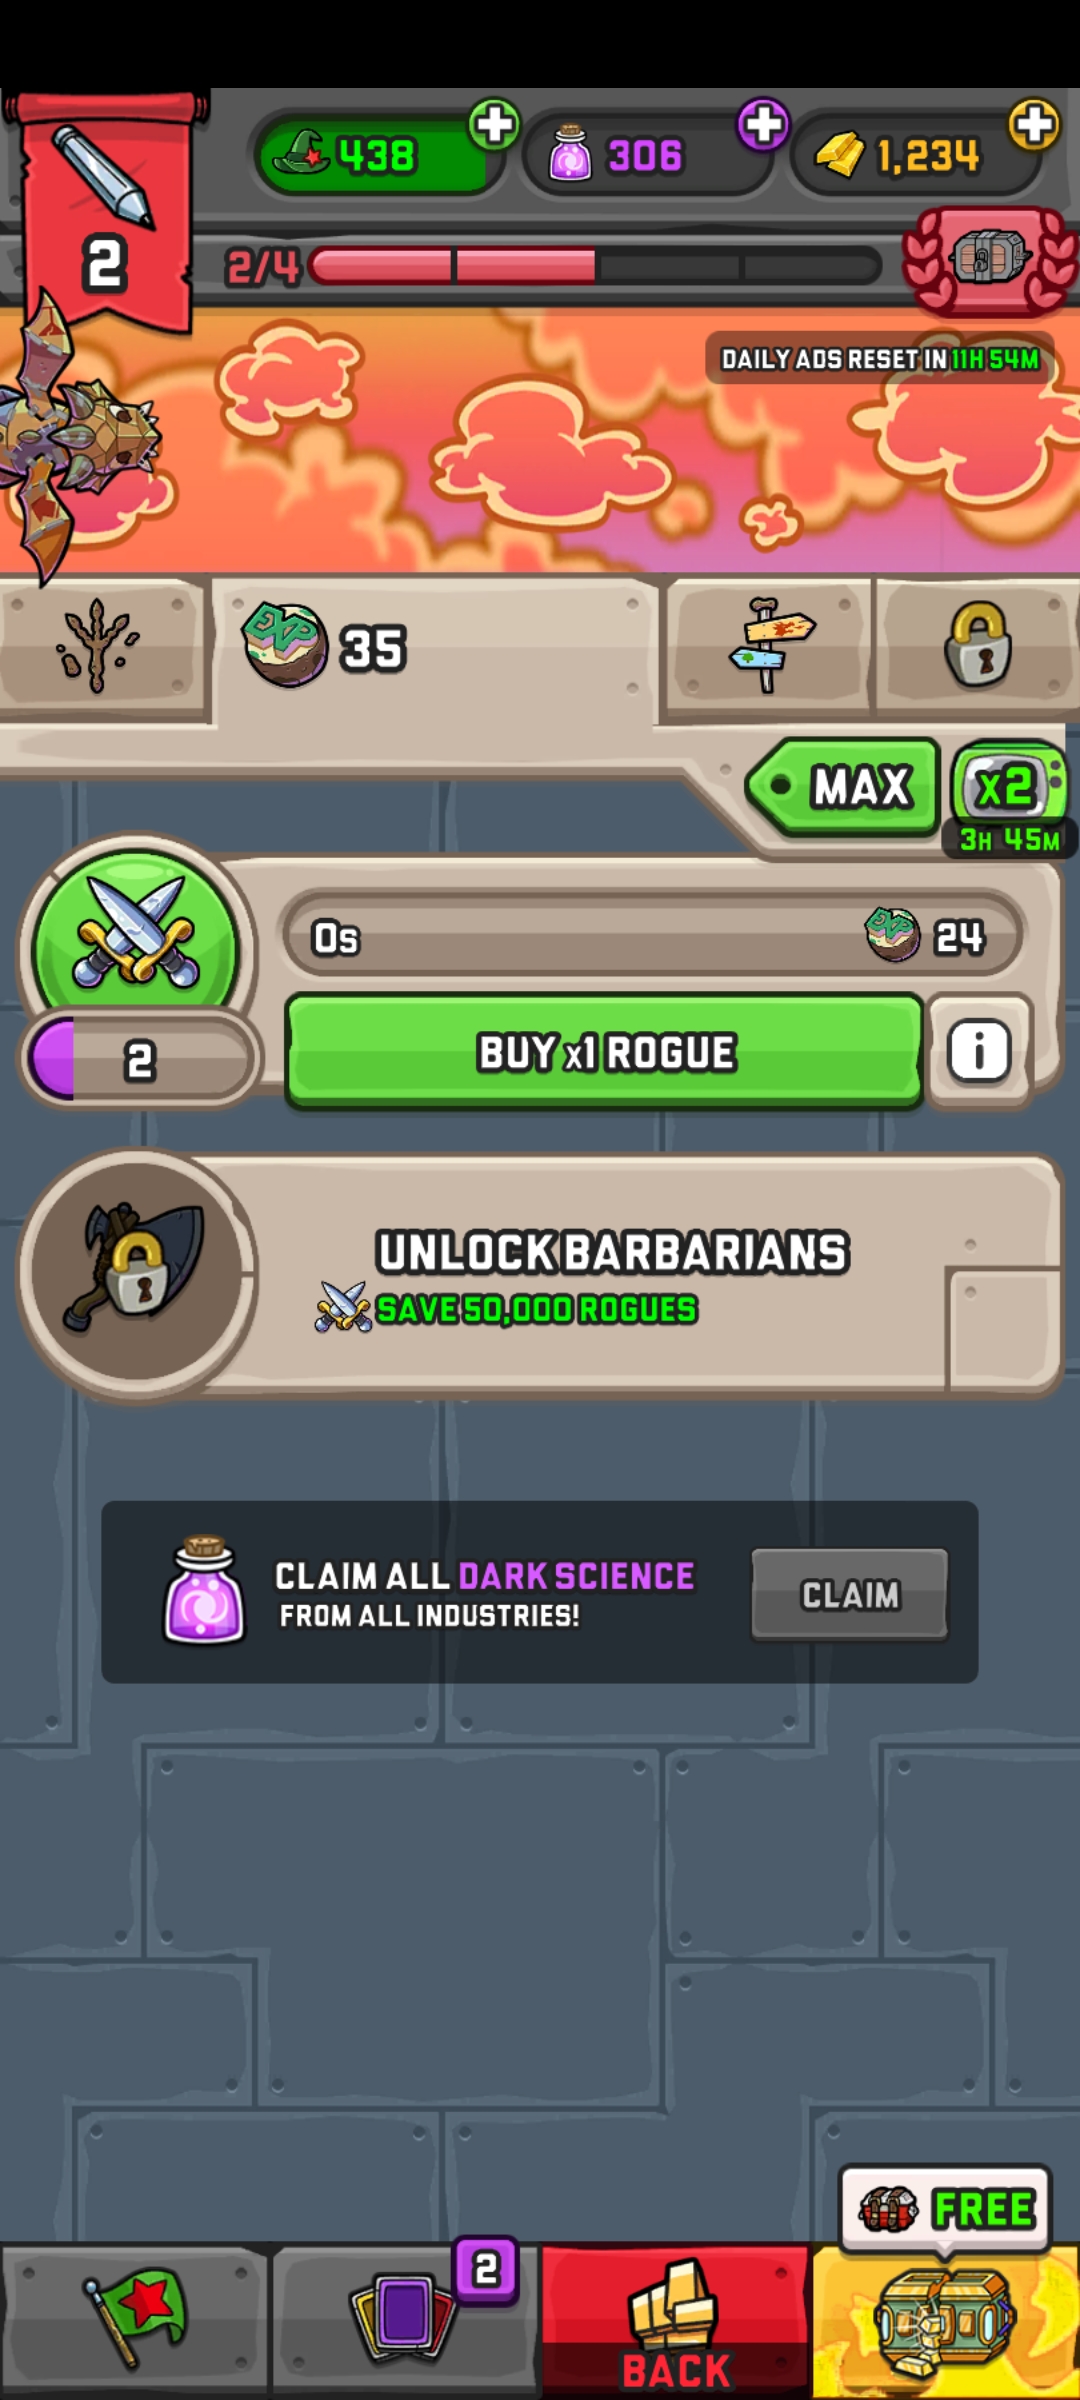 438
306
1,234
2
2/4
DAILY ADS RESET IN 11H 54M
EXP 35
MAX
x2
3H 45M
0s
EXP 24
2
BUY x1 ROGUE
i
UNLOCK BARBARIANS
SAVE 50,000 ROGUES
CLAIM ALL DARK SCIENCE
FROM ALL INDUSTRIES!
CLAIM
FREE
2
BACK